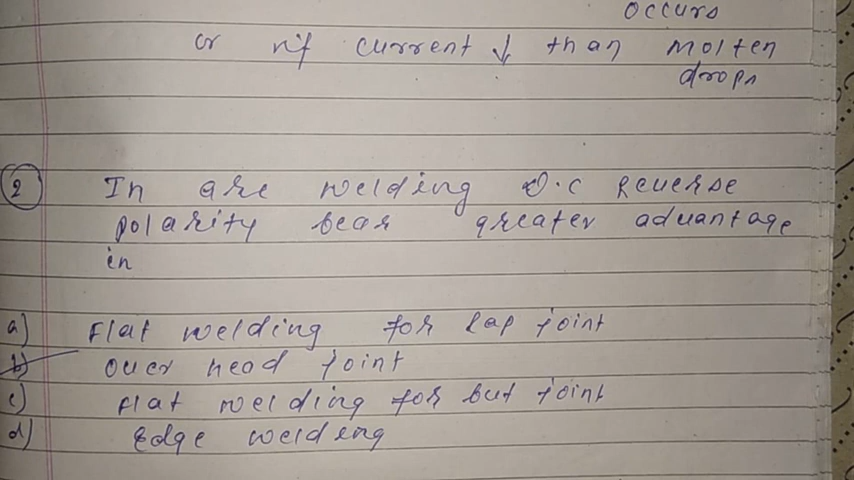 occurs
or if current ↓ than molten
drops
2 In arc welding D.C Reverse
polarity bear greater advantage
in
a) Flat welding for lap joint
b) over head joint
c) Flat welding for but joint
d) Edge welding